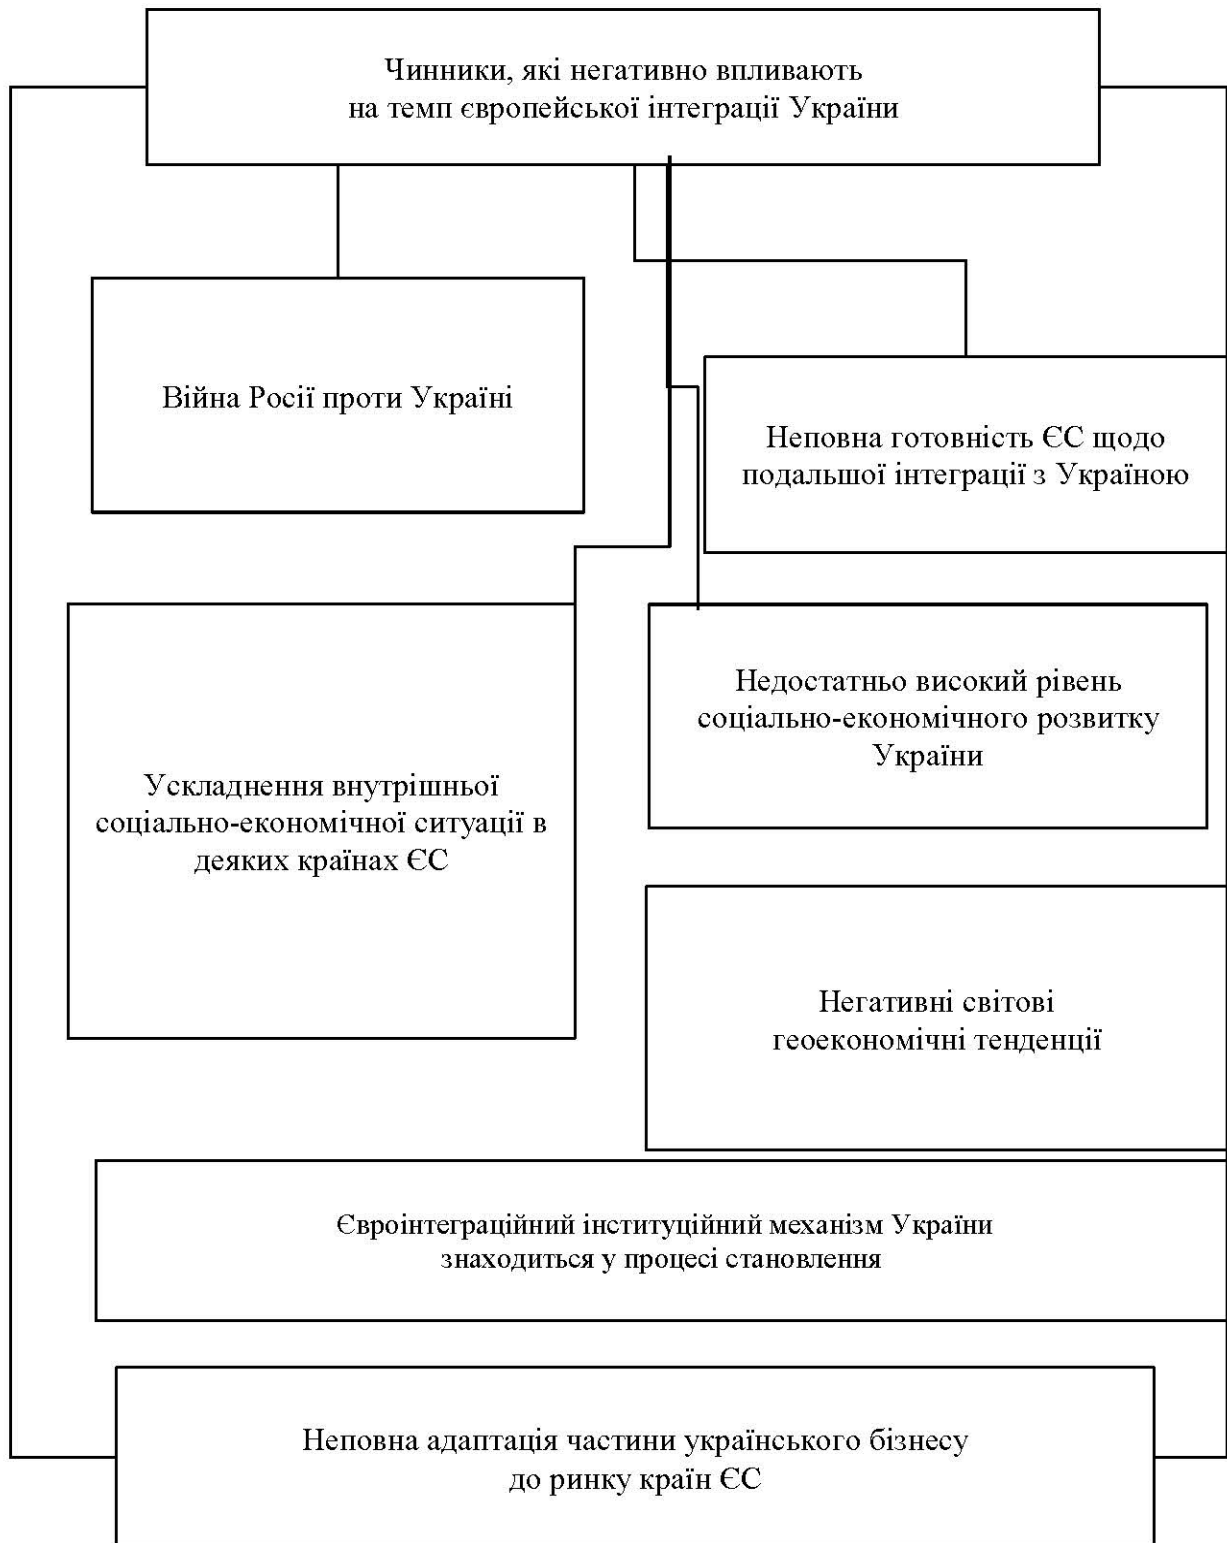 Чинники, які негативно впливають
на темп європейської інтеграції України
Війна Росії проти Україні
Неповна готовність ЄС щодо
подальшої інтеграції з Україною
Недостатньо високий рівень
соціально-економічного розвитку
України
Ускладнення внутрішньої
соціально-економічної ситуації в
деяких країнах ЄС
Негативні світові
геоекономічні тенденції
Євроінтеграційний інституційний механізм України
знаходиться у процесі становлення
Неповна адаптація частини українського бізнесу
до ринку країн ЄС